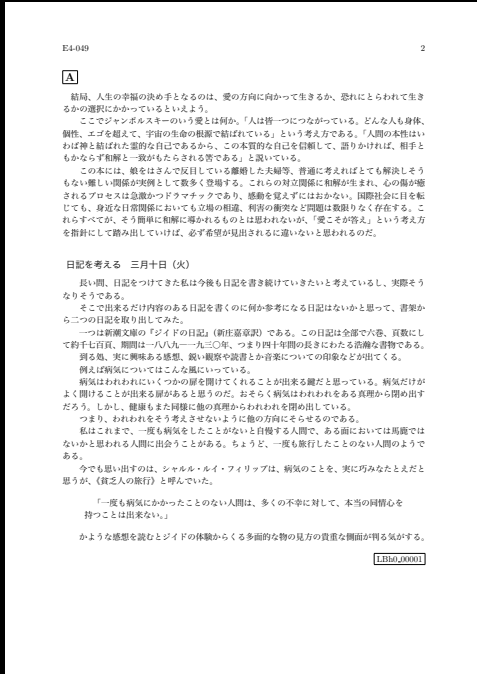 E4-049
2
A
結局、人生の幸福の決め手となるのは、愛の方向に向かって生きるか、恐れにとらわれて生き
るかの選択にかかっているといえよう。
ここでジャンポルスキーのいう愛とは何か。「人は皆一つにつながっている。どんな人も身体、
個性、エゴを超えて、宇宙の生命の根源で結ばれている」という考え方である。「人間の本性はい
わば神と結ばれた霊的な自己であるから、この本質的な自己を信頼して、語りかければ、相手と
もかならず和解と一致がもたらされる筈である」と説いている。
この本には、娘をはさんで反目している離婚した夫婦等、普通に考えればとても解決しそう
もない難しい関係が実例として数多く登場する。これらの対立関係に和解が生まれ、心の傷が癒
されるプロセスは急激かつドラマチックであり、感動を覚えずにはおかない。国際社会に目を転
じても、身近な日常関係においても立場の相違、利害の衝突など問題は数限りなく存在する。こ
れらすべてが、そう簡単に和解に導かれるものとは思われないが、「愛こそが答え」という考え方
を指針にして踏み出していけば、必ず希望が見出されるに違いないと思われるのだ。
日記を考える 三月十日（火）
長い間、日記をつけてきた私は今後も日記を書き続けていきたいと考えているし、実際そう
なりそうである。
そこで出来るだけ内容のある日記を書くのに何か参考になる日記はないかと思って、書架か
ら二つの日記を取り出してみた。
一つは新潮文庫の『ジイドの日記』（新庄嘉章訳）である。この日記は全部で六巻、頁数にし
て約千七百頁、期間は一八八九―一九三〇年、つまり四十年間の長きにわたる浩瀚な書物である。
到る処、実に興味ある感想、鋭い観察や読書とか音楽についての印象などが出てくる。
例えば病気についてはこんな風にいっている。
病気はわれわれにいくつかの扉を開けてくれることが出来る鍵だと思っている。病気だけが
よく開けることが出来る扉があると思うのだ。おそらく病気はわれわれをある真理から閉め出す
だろう。しかし、健康もまた同様に他の真理からわれわれを閉め出している。
つまり、われわれをそう考えさせないように他の方向にそらせるのである。
私はこれまで、一度も病気をしたことがないと自慢する人間で、ある面においては馬鹿では
ないかと思われる人間に出会うことがある。ちょうど、一度も旅行したことのない人間のようで
ある。
今でも思い出すのは、シャルル・ルイ・フィリップは、病気のことを、実に巧みなたとえだと
思うが、《貧乏人の旅行》と呼んでいた。
「一度も病気にかかったことのない人間は、多くの不幸に対して、本当の同情心を
持つことは出来ない。」
かような感想を読むとジイドの体験からくる多面的な物の見方の貴重な側面が判る気がする。
LBh0_00001